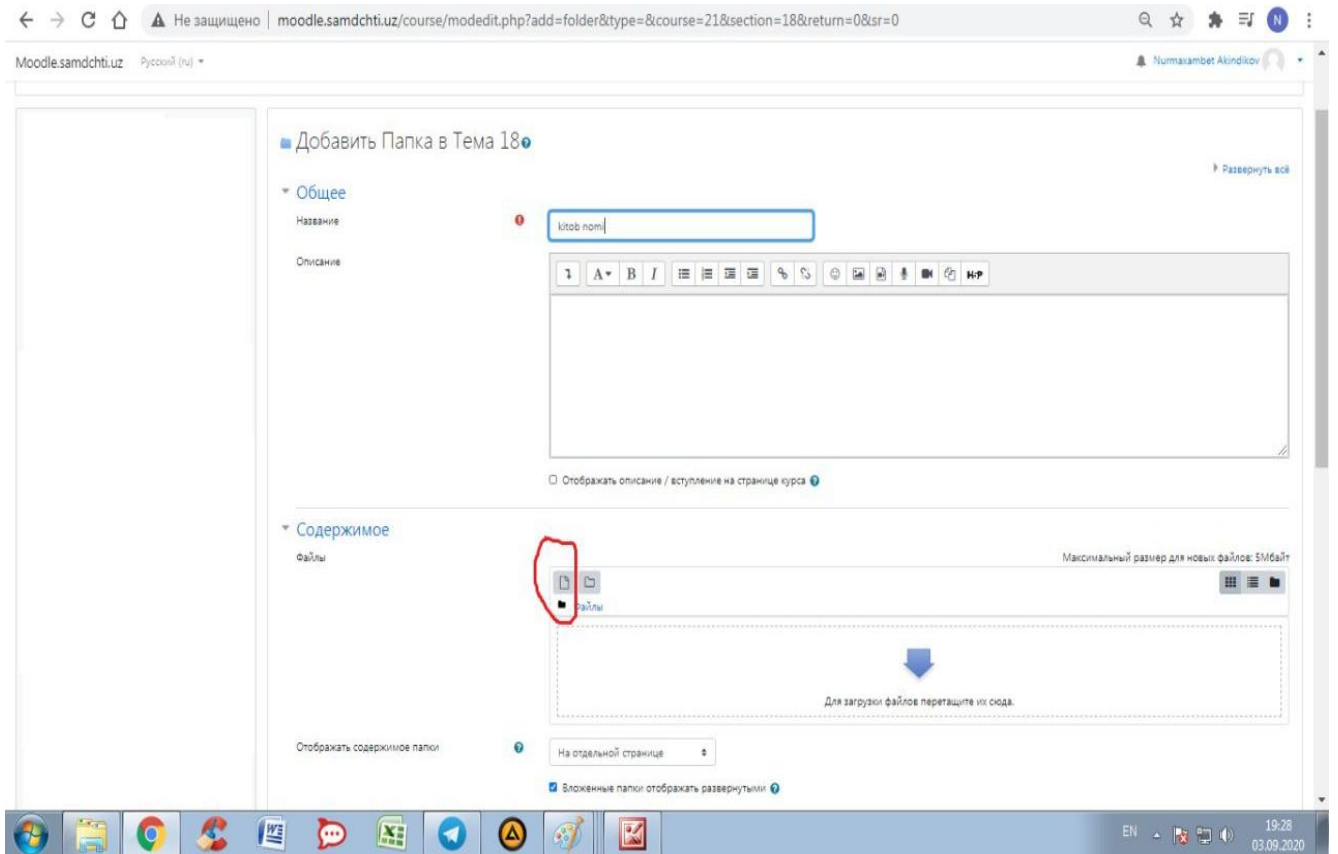 Не защищено | moodle.samdchti.uz/course/modedit.php?add=folder&type=&course=21&section=18&return=0&sr=0
N
Moodle.samdchti.uz Русский (ru)
Nurmaxambet Akindikov
Добавить Папка в Тема 18
Развернуть всё
Общее
Название
kitob nomi
Описание
A B I H-P
Отображать описание / вступление на странице курса
Содержимое
Файлы
Максимальный размер для новых файлов: 5Мбайт
Файлы
Для загрузки файлов перетащите их сюда.
Отображать содержимое папки
На отдельной странице
Вложенные папки отображать развернутыми
EN
19:28
03.09.2020